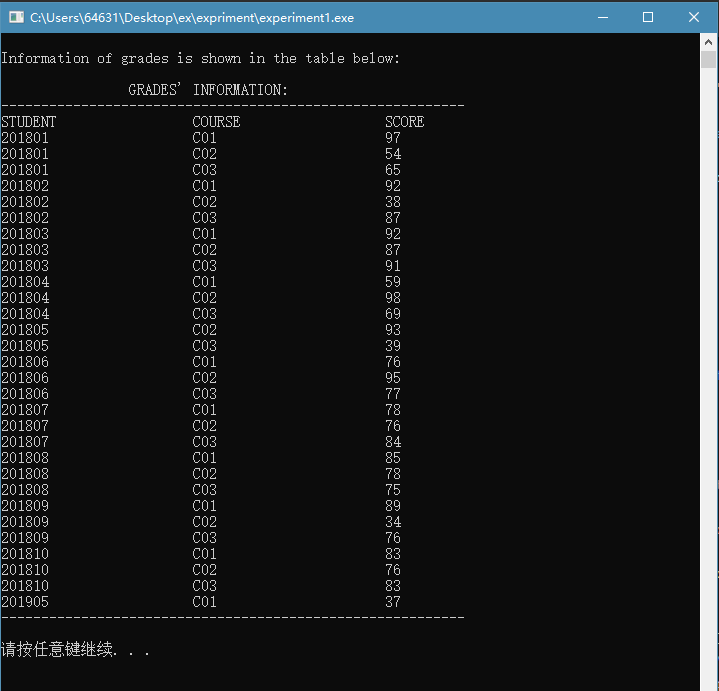 C:\Users\64631\Desktop\ex\expriment\experiment1.exe
Information of grades is shown in the table below:
GRADES' INFORMATION:
----------------------------------------------------------
STUDENT COURSE SCORE
201801 C01 97
201801 C02 54
201801 C03 65
201802 C01 92
201802 C02 38
201802 C03 87
201803 C01 92
201803 C02 87
201803 C03 91
201804 C01 59
201804 C02 98
201804 C03 69
201805 C02 93
201805 C03 39
201806 C01 76
201806 C02 95
201806 C03 77
201807 C01 78
201807 C02 76
201807 C03 84
201808 C01 85
201808 C02 78
201808 C03 75
201809 C01 89
201809 C02 34
201809 C03 76
201810 C01 83
201810 C02 76
201810 C03 83
201905 C01 37
----------------------------------------------------------
请按任意键继续. . .